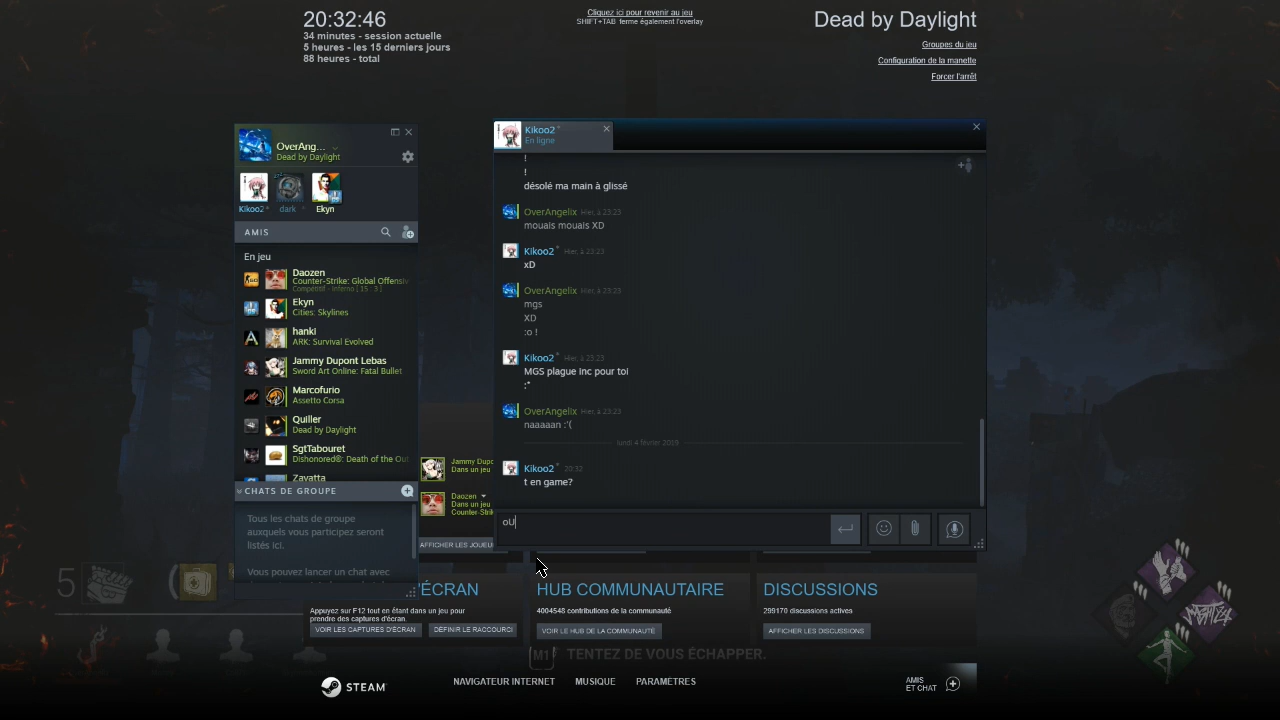 20:32:46
34 minutes - session actuelle
5 heures - les 15 derniers jours
88 heures - total
Cliquez ici pour revenir au jeu
SHIFT+TAB ferme également l'overlay
Dead by Daylight
Groupes du jeu
Configuration de la manette
Forcer l'arrêt
OverAng...
Dead by Daylight
Kikoo2*
dark
Ekyn
AMIS
En jeu
Daozen
Counter-Strike: Global Offensiv
Compétitif - Inferno [ 15 : 3 ]
Ekyn
Cities: Skylines
hanki
ARK: Survival Evolved
Jammy Dupont Lebas
Sword Art Online: Fatal Bullet
Marcofurio
Assetto Corsa
Quiller
Dead by Daylight
SgtTabouret
Dishonored®: Death of the Out
Zavatta
CHATS DE GROUPE
Tous les chats de groupe
auxquels vous participez seront
listés ici.
Vous pouvez lancer un chat avec
Kikoo2*
En ligne
!
!
désolé ma main à glissé
OverAngelix Hier, à 23:23
mouais mouais XD
Kikoo2* Hier, à 23:23
xD
OverAngelix Hier, à 23:23
mgs
XD
:o !
Kikoo2* Hier, à 23:23
MGS plague inc pour toi
:*
OverAngelix Hier, à 23:23
naaaaan :'(
lundi 4 février 2019
Kikoo2* 20:32
t en game?
oU
Jammy Dupo
Dans un jeu
Daozen
Dans un jeu
Counter-Strik
AFFICHER LES JOUEU
5
'ÉCRAN
Appuyez sur F12 tout en étant dans un jeu pour
prendre des captures d'écran.
VOIR LES CAPTURES D'ÉCRAN
DÉFINIR LE RACCOURCI
HUB COMMUNAUTAIRE
4004548 contributions de la communauté
VOIR LE HUB DE LA COMMUNAUTÉ
DISCUSSIONS
299170 discussions actives
AFFICHER LES DISCUSSIONS
M1 TENTEZ DE VOUS ÉCHAPPER.
STEAM
NAVIGATEUR INTERNET
MUSIQUE
PARAMÈTRES
AMIS
ET CHAT